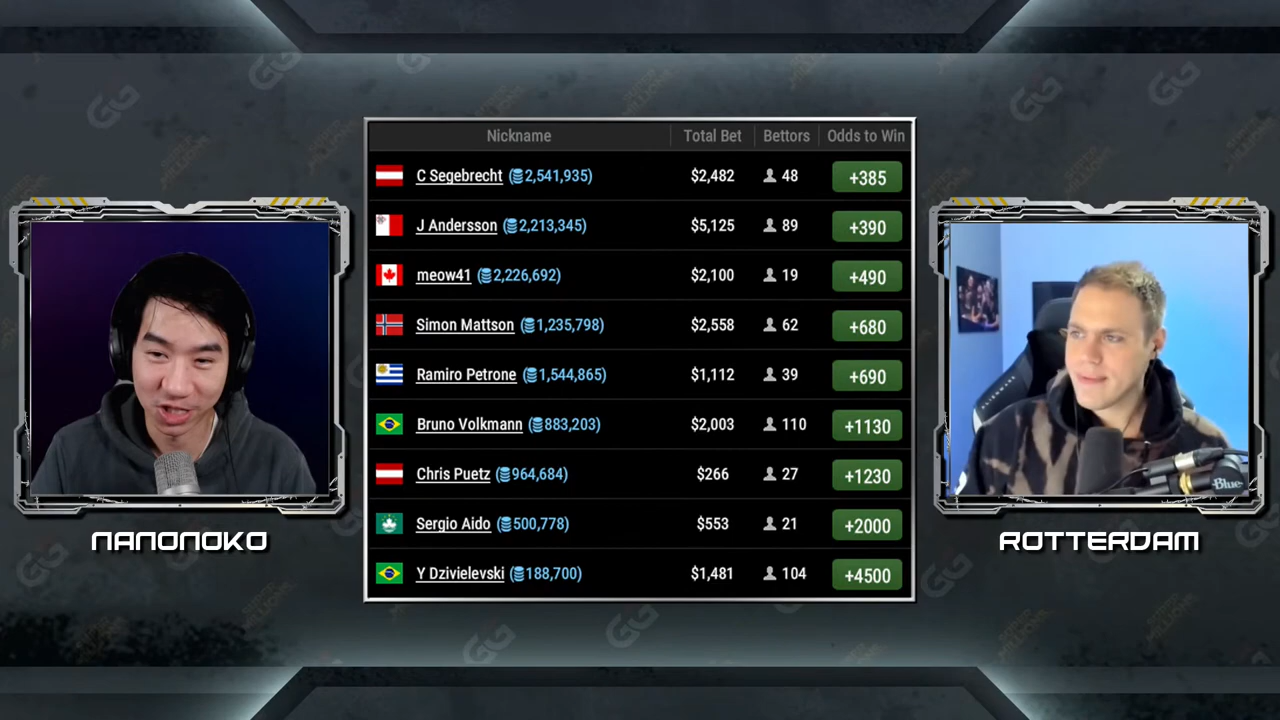 Nickname Total Bet Bettors Odds to Win
C Segebrecht (2,541,935) $2,482 48 +385
J Andersson (2,213,345) $5,125 89 +390
meow41 (2,226,692) $2,100 19 +490
Simon Mattson (1,235,798) $2,558 62 +680
Ramiro Petrone (1,544,865) $1,112 39 +690
Bruno Volkmann (883,203) $2,003 110 +1130
Chris Puetz (964,684) $266 27 +1230
Sergio Aido (500,778) $553 21 +2000
Y Dzivielevski (188,700) $1,481 104 +4500
NANONOKO
ROTTERDAM
Blue